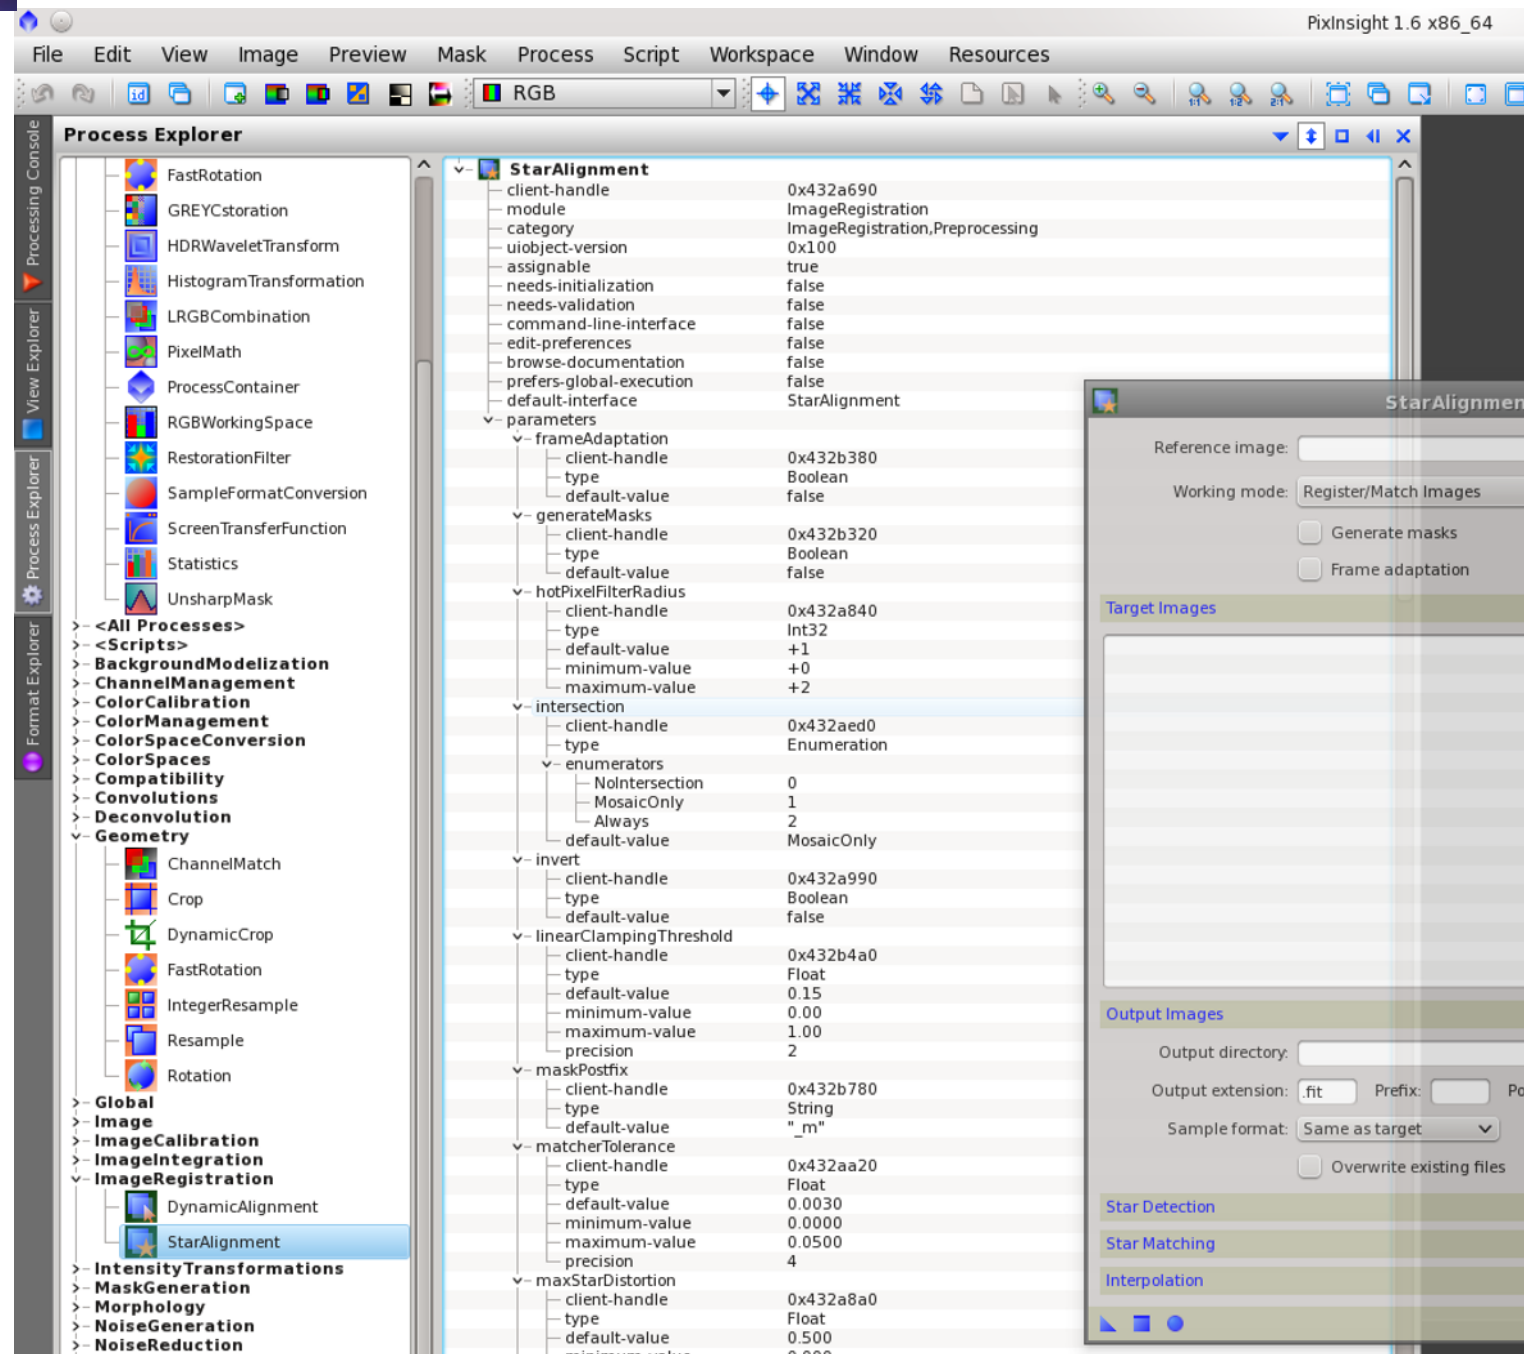 PixInsight 1.6 x86_64
File Edit View Image Preview Mask Process Script Workspace Window Resources
id RGB 1:1 1:2 2:1
Processing Console
View Explorer
Process Explorer
Format Explorer
Process Explorer
FastRotation
GREYCstoration
HDRWaveletTransform
HistogramTransformation
LRGBCombination
PixelMath
ProcessContainer
RGBWorkingSpace
RestorationFilter
SampleFormatConversion
ScreenTransferFunction
Statistics
UnsharpMask
<All Processes>
<Scripts>
BackgroundModelization
ChannelManagement
ColorCalibration
ColorManagement
ColorSpaceConversion
ColorSpaces
Compatibility
Convolutions
Deconvolution
Geometry
ChannelMatch
Crop
DynamicCrop
FastRotation
IntegerResample
Resample
Rotation
Global
Image
ImageCalibration
ImageIntegration
ImageRegistration
DynamicAlignment
StarAlignment
IntensityTransformations
MaskGeneration
Morphology
NoiseGeneration
NoiseReduction
StarAlignment
client-handle 0x432a690
module ImageRegistration
category ImageRegistration,Preprocessing
uiobject-version 0x100
assignable true
needs-initialization false
needs-validation false
command-line-interface false
edit-preferences false
browse-documentation false
prefers-global-execution false
default-interface StarAlignment
parameters
frameAdaptation
client-handle 0x432b380
type Boolean
default-value false
generateMasks
client-handle 0x432b320
type Boolean
default-value false
hotPixelFilterRadius
client-handle 0x432a840
type Int32
default-value +1
minimum-value +0
maximum-value +2
intersection
client-handle 0x432aed0
type Enumeration
enumerators
NoIntersection 0
MosaicOnly 1
Always 2
default-value MosaicOnly
invert
client-handle 0x432a990
type Boolean
default-value false
linearClampingThreshold
client-handle 0x432b4a0
type Float
default-value 0.15
minimum-value 0.00
maximum-value 1.00
precision 2
maskPostfix
client-handle 0x432b780
type String
default-value "_m"
matcherTolerance
client-handle 0x432aa20
type Float
default-value 0.0030
minimum-value 0.0000
maximum-value 0.0500
precision 4
maxStarDistortion
client-handle 0x432a8a0
type Float
default-value 0.500
StarAlignmen
Reference image:
Working mode: Register/Match Images
Generate masks
Frame adaptation
Target Images
Output Images
Output directory:
Output extension: .fit Prefix: Po
Sample format: Same as target
Overwrite existing files
Star Detection
Star Matching
Interpolation